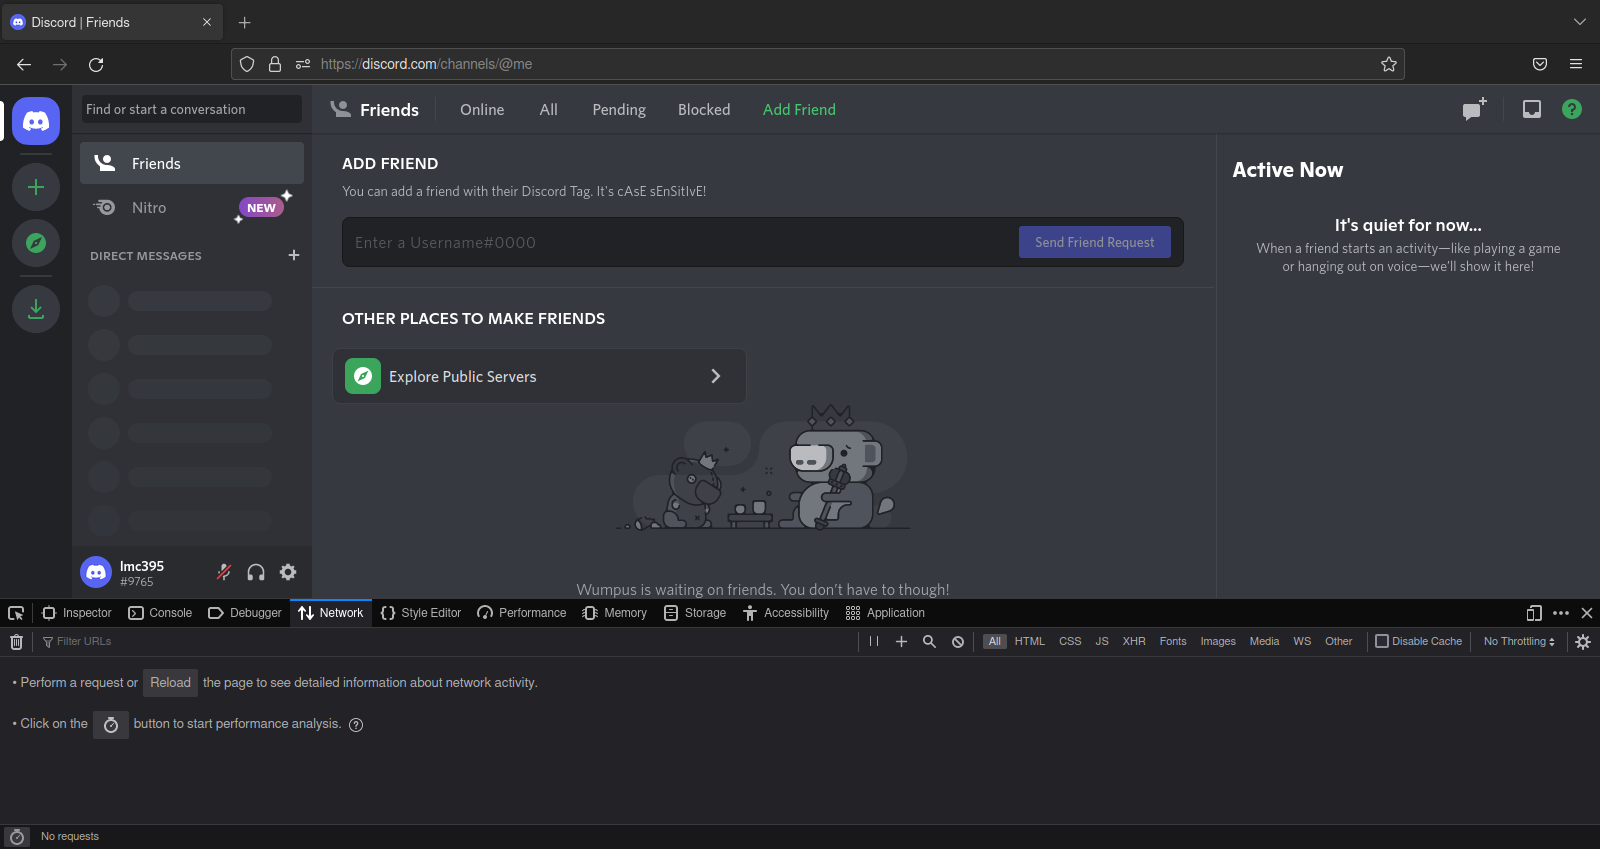 Discord | Friends
https://discord.com/channels/@me
Find or start a conversation
Friends
Online
All
Pending
Blocked
Add Friend
Friends
Nitro
NEW
DIRECT MESSAGES
ADD FRIEND
You can add a friend with their Discord Tag. It's cAsE sEnSitIvE!
Enter a Username#0000
Send Friend Request
OTHER PLACES TO MAKE FRIENDS
Explore Public Servers
Wumpus is waiting on friends. You don't have to though!
Active Now
It's quiet for now...
When a friend starts an activity—like playing a game
or hanging out on voice—we'll show it here!
lmc395
#9765
Inspector
Console
Debugger
Network
Style Editor
Performance
Memory
Storage
Accessibility
Application
Filter URLs
All
HTML
CSS
JS
XHR
Fonts
Images
Media
WS
Other
Disable Cache
No Throttling
• Perform a request or Reload the page to see detailed information about network activity.
• Click on the button to start performance analysis.
No requests